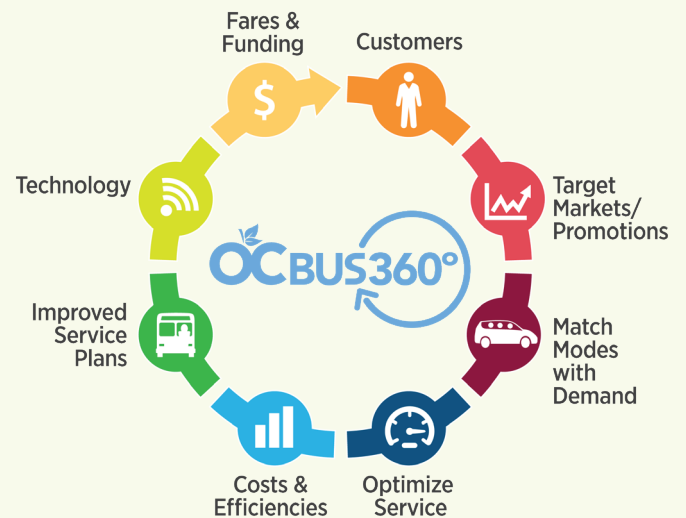 Fares &
Funding
Customers
Technology
Target
Markets/
Promotions
OCBUS360°
Improved
Service
Plans
Match
Modes
with
Demand
Costs &
Efficiencies
Optimize
Service
$